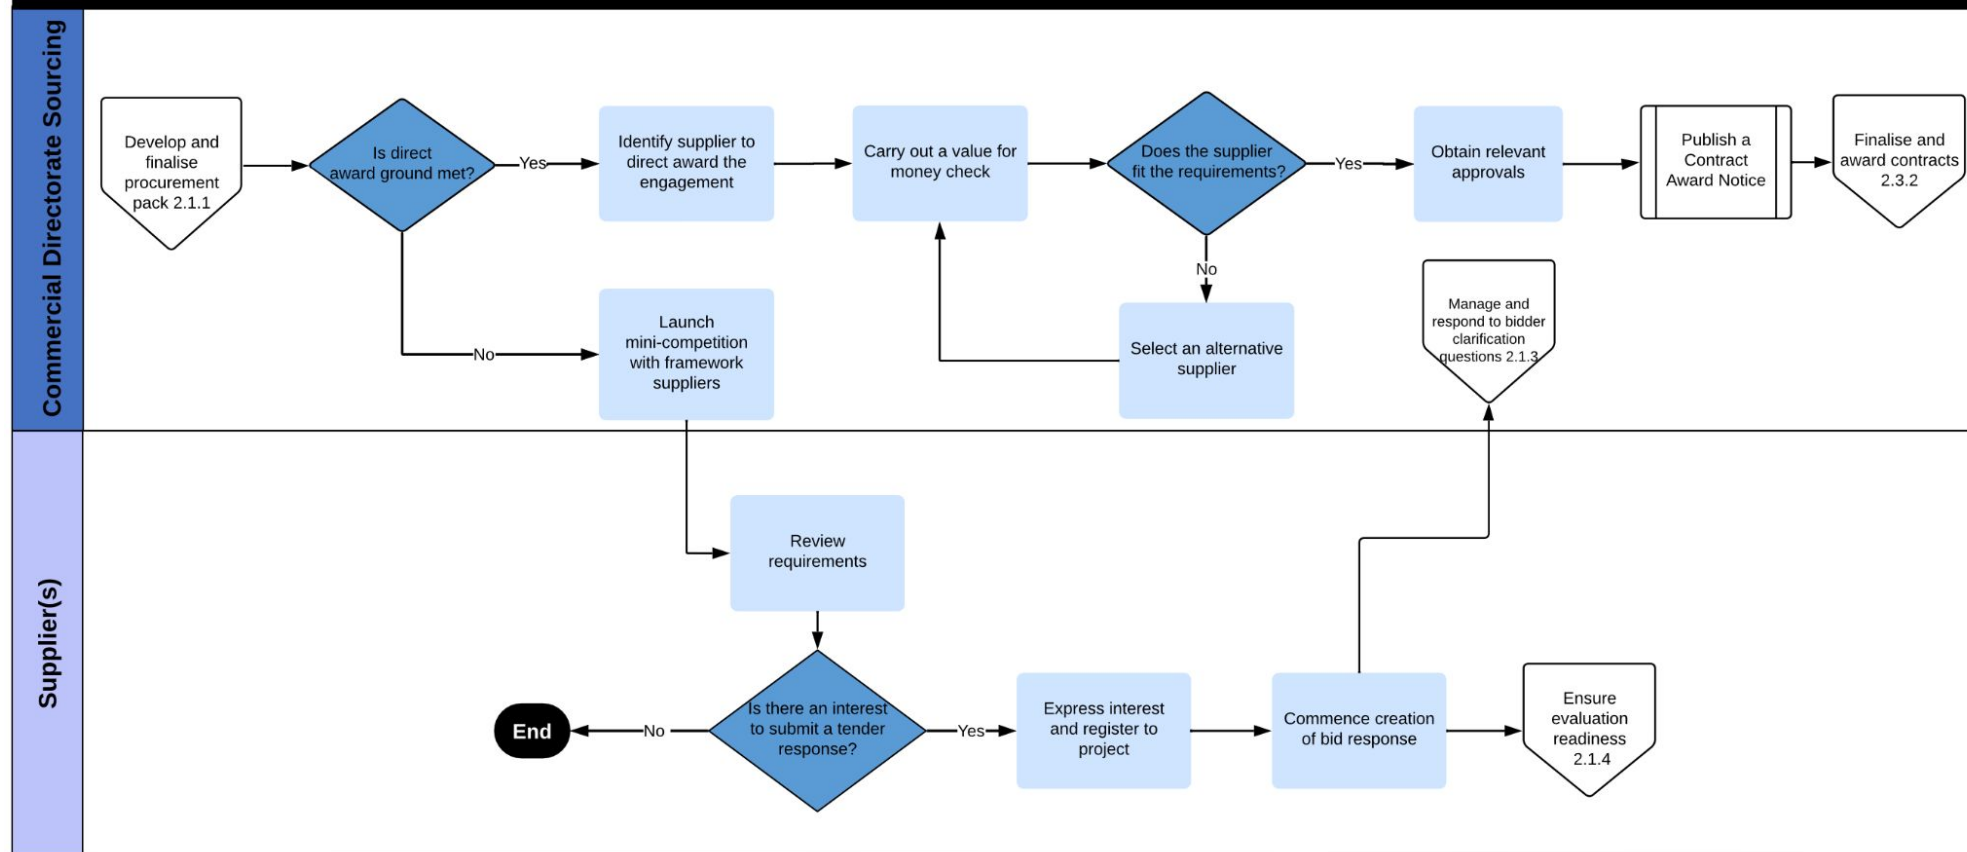 Commercial Directorate Sourcing
Develop and
finalise
procurement
pack 2.1.1
Is direct
award ground met?
Yes
Identify supplier to
direct award the
engagement
Carry out a value for
money check
Does the supplier
fit the requirements?
Yes
Obtain relevant
approvals
Publish a
Contract
Award Notice
Finalise and
award contracts
2.3.2
No
Launch
mini-competition
with framework
suppliers
No
Select an alternative
supplier
Manage and
respond to bidder
clarification
questions 2.1.3
Supplier(s)
Review
requirements
Is there an interest
to submit a tender
response?
No
End
Yes
Express interest
and register to
project
Commence creation
of bid response
Ensure
evaluation
readiness
2.1.4